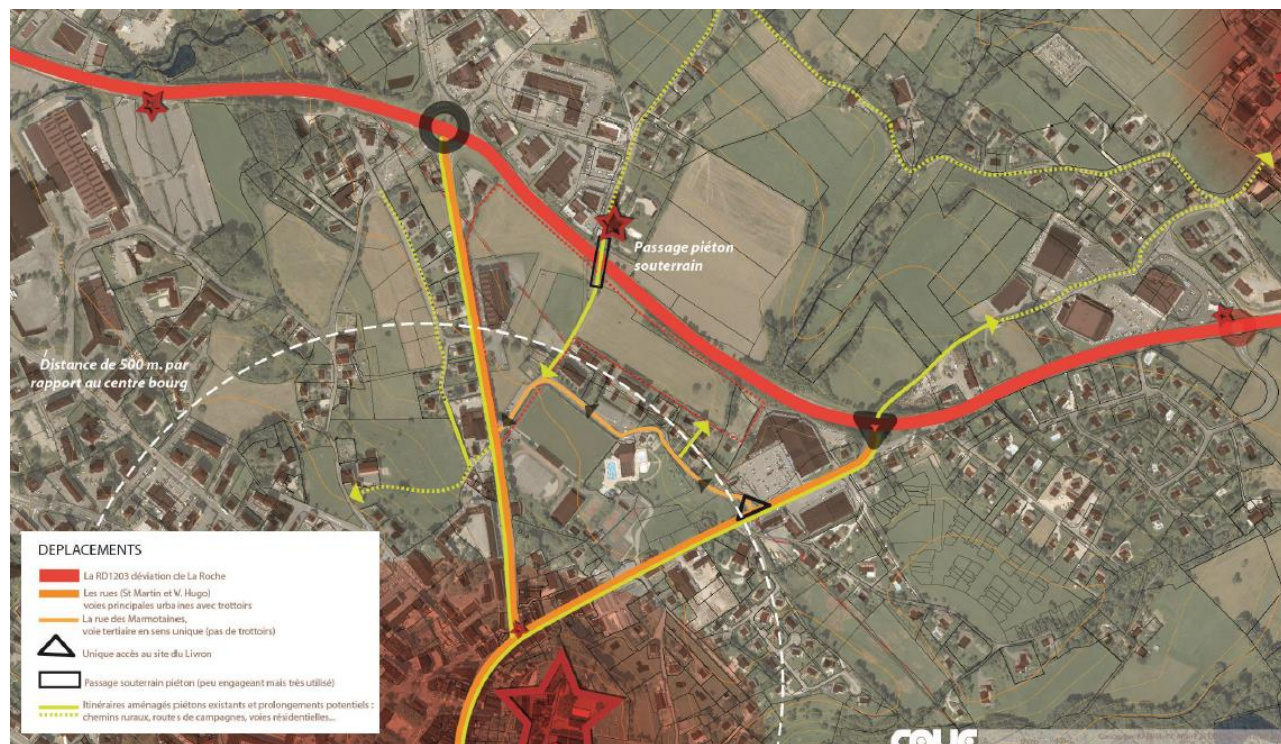 Passage piéton
souterrain
Distance de 500 m. par
rapport au centre bourg
DEPLACEMENTS
La RD1203 déviation de La Roche
Les rues (St Martin et V. Hugo)
voies principales urbaines avec trottoirs
La rue des Marmotaines,
voie tertiaire en sens unique (pas de trottoirs)
Unique accès au site du Livron
Passage souterrain piéton (peu engageant mais très utilisé)
Itinéraires aménagés piétons existants et prolongements potentiels :
chemins ruraux, routes de campagnes, voies résidentielles...